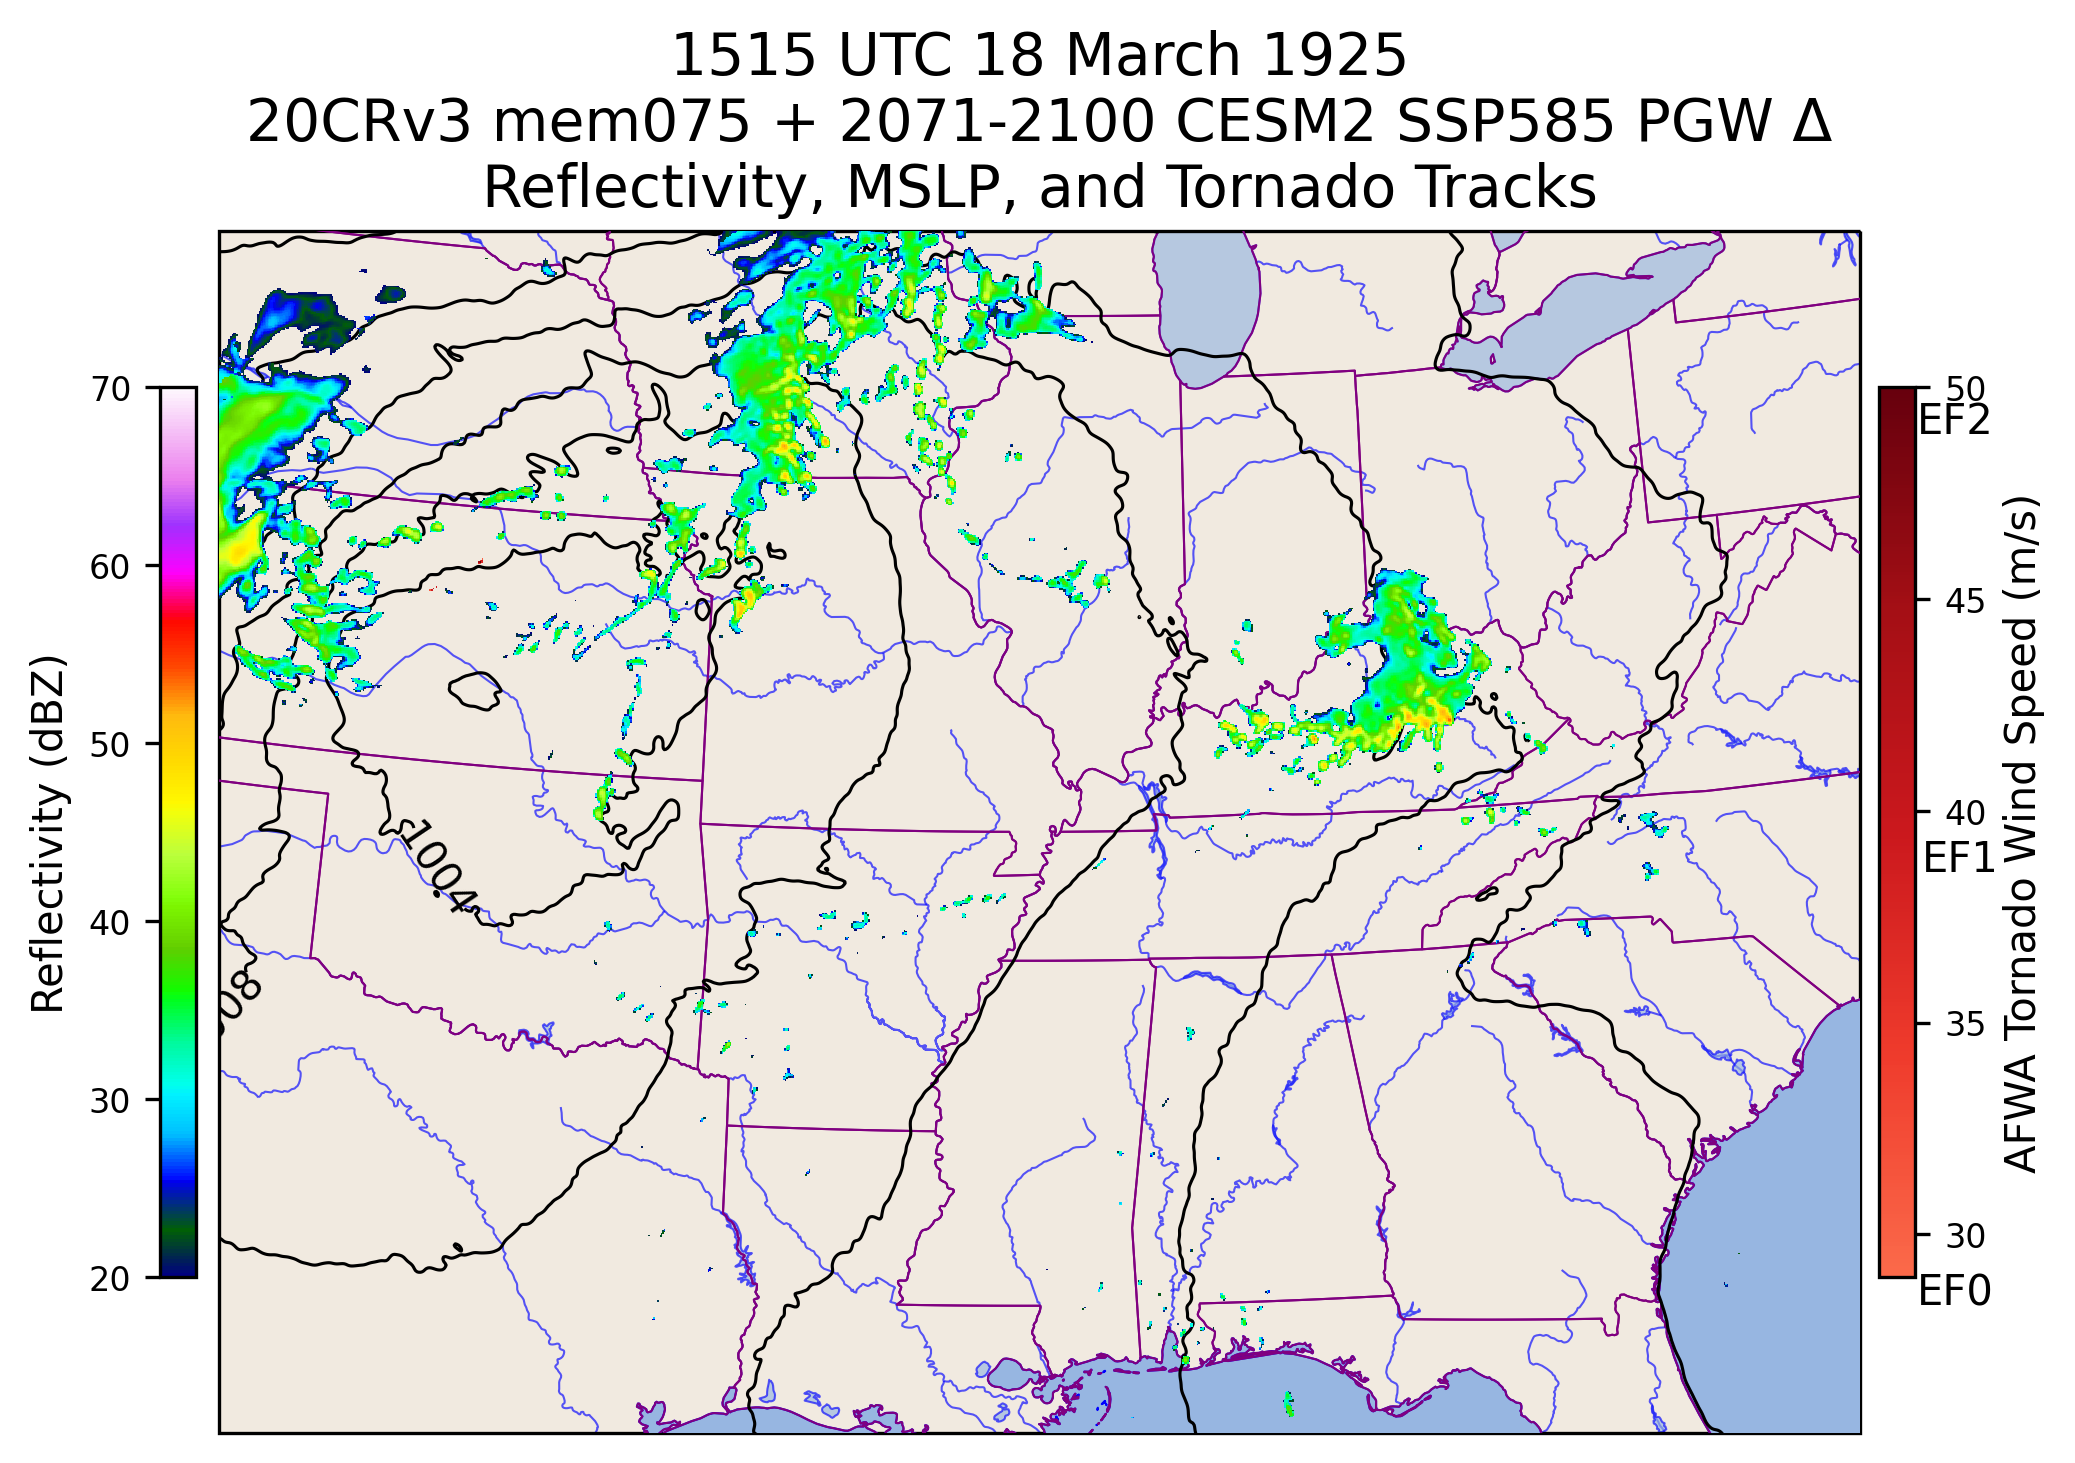 1515 UTC 18 March 1925
20CRv3 mem075 + 2071-2100 CESM2 SSP585 PGW Δ
Reflectivity, MSLP, and Tornado Tracks
Reflectivity (dBZ)
70
60
50
40
30
20
1004
08
50
EF2
45
40
EF1
35
30
EF0
AFWA Tornado Wind Speed (m/s)